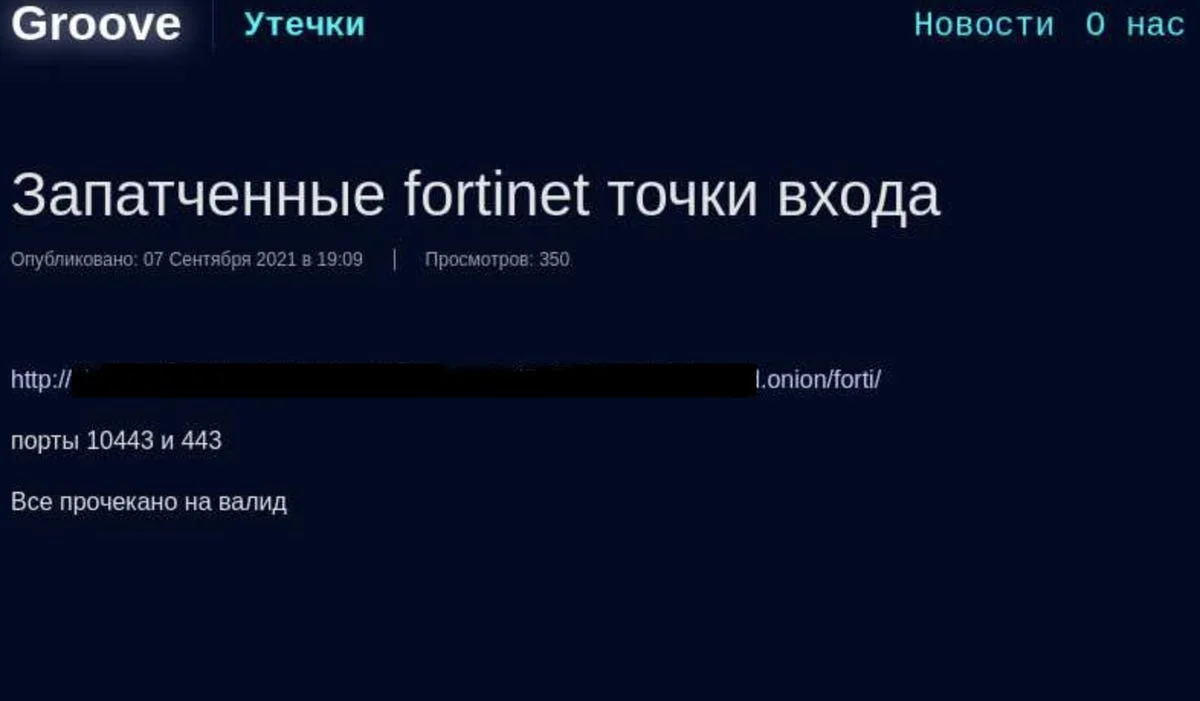 Groove Утечки Новости О нас
Запатченные fortinet точки входа
Опубликовано: 07 Сентября 2021 в 19:09 | Просмотров: 350
http:// l.onion/forti/
порты 10443 и 443
Все прочекано на валид